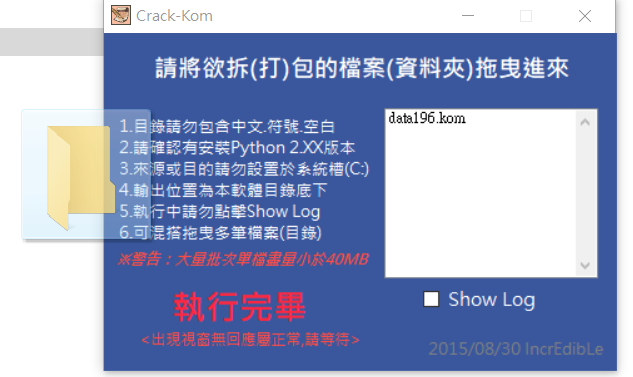 Crack-Kom
請將欲拆(打)包的檔案(資料夾)拖曳進來
1.目錄請勿包含中文.符號.空白
2.請確認有安裝Python 2.XX版本
3.來源或目的請勿設置於系統槽(C:)
4.輸出位置為本軟體目錄底下
5.執行中請勿點擊Show Log
6.可混搭拖曳多筆檔案(目錄)
※警告：大量批次單檔盡量小於40MB
執行完畢
<出現視窗無回應屬正常,請等待>
data196.kom
Show Log
2015/08/30 IncrEdibLe